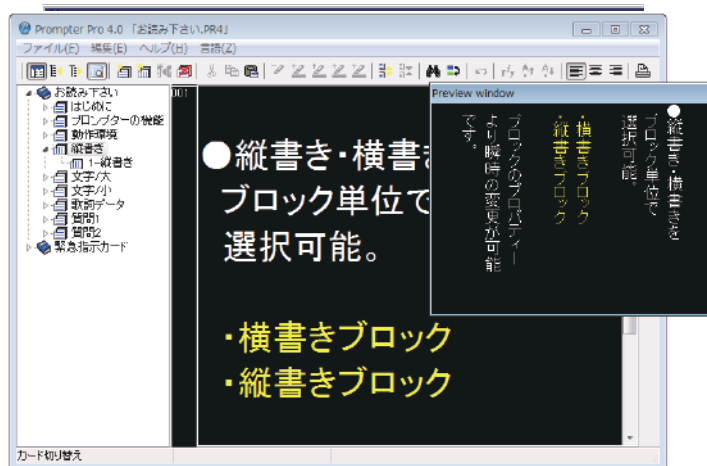 Prompter Pro 4.0 「お読み下さい.PR4」
ファイル(F) 編集(E) ヘルプ(H) 言語(Z)
お読み下さい
はじめに
プロンプターの機能
動作環境
縦書き
1-縦書き
文字/大
文字/小
歌詞データ
質問1
質問2
緊急指示カード
001
●縦書き・横書き
ブロック単位で
選択可能。
・横書きブロック
・縦書きブロック
Preview window
●縦書き・横書きを
ブロック単位で
選択可能。
・横書きブロック
・縦書きブロック
ブロックのプロパティー
より瞬時の変更が可能
です。
カード切り替え